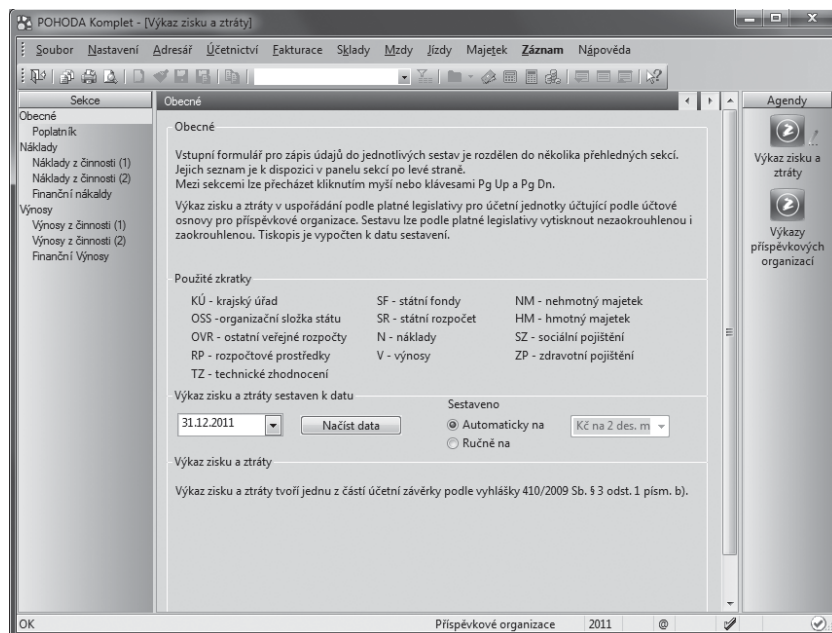 POHODA Komplet - [Výkaz zisku a ztráty]
Soubor Nastavení Adresář Účetnictví Fakturace Sklady Mzdy Jízdy Majetek Záznam Nápověda
Sekce
Obecné
Poplatník
Náklady
Náklady z činnosti (1)
Náklady z činnosti (2)
Finanční nákaldy
Výnosy
Výnosy z činnosti (1)
Výnosy z činnosti (2)
Finanční Výnosy
Obecné
Obecné
Vstupní formulář pro zápis údajů do jednotlivých sestav je rozdělen do několika přehledných sekcí.
Jejich seznam je k dispozici v panelu sekcí po levé straně.
Mezi sekcemi lze přecházet kliknutím myší nebo klávesami Pg Up a Pg Dn.
Výkaz zisku a ztráty v uspořádání podle platné legislativy pro účetní jednotky účtující podle účtové
osnovy pro příspěvkové organizace. Sestavu lze podle platné legislativy vytisknout nezaokrouhlenou i
zaokrouhlenou. Tiskopis je vypočten k datu sestavení.
Použité zkratky
KÚ - krajský úřad SF - státní fondy NM - nehmotný majetek
OSS -organizační složka státu SR - státní rozpočet HM - hmotný majetek
OVR - ostatní veřejné rozpočty N - náklady SZ - sociální pojištění
RP - rozpočtové prostředky V - výnosy ZP - zdravotní pojištění
TZ - technické zhodnocení
Výkaz zisku a ztráty sestaven k datu
Sestaveno
31.12.2011 Načíst data Automaticky na Kč na 2 des. m
Ručně na
Výkaz zisku a ztráty
Výkaz zisku a ztráty tvoří jednu z částí účetní závěrky podle vyhlášky 410/2009 Sb. § 3 odst. 1 písm. b).
Agendy
Výkaz zisku a
ztráty
Výkazy
příspěvkových
organizací
OK Příspěvkové organizace 2011 @